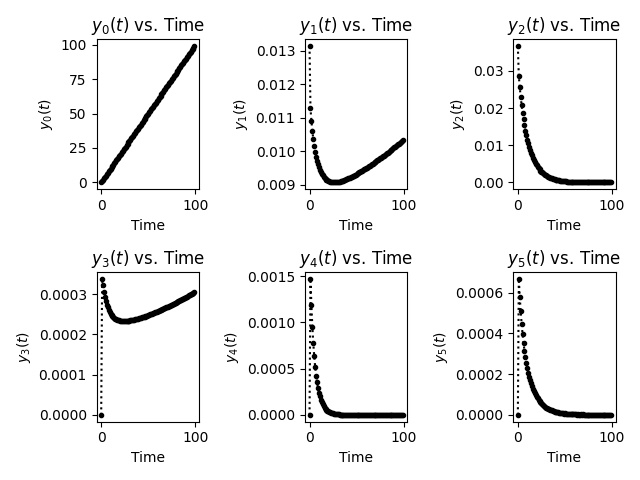 y₀(t) vs. Time
y₁(t) vs. Time
y₂(t) vs. Time
100
75
50
25
0
y₀(t)
0 100
Time
0.013
0.012
0.011
0.010
0.009
y₁(t)
0 100
Time
0.03
0.02
0.01
0.00
y₂(t)
0 100
Time
y₃(t) vs. Time
y₄(t) vs. Time
y₅(t) vs. Time
0.0003
0.0002
0.0001
0.0000
y₃(t)
0 100
Time
0.0015
0.0010
0.0005
0.0000
y₄(t)
0 100
Time
0.0006
0.0004
0.0002
0.0000
y₅(t)
0 100
Time